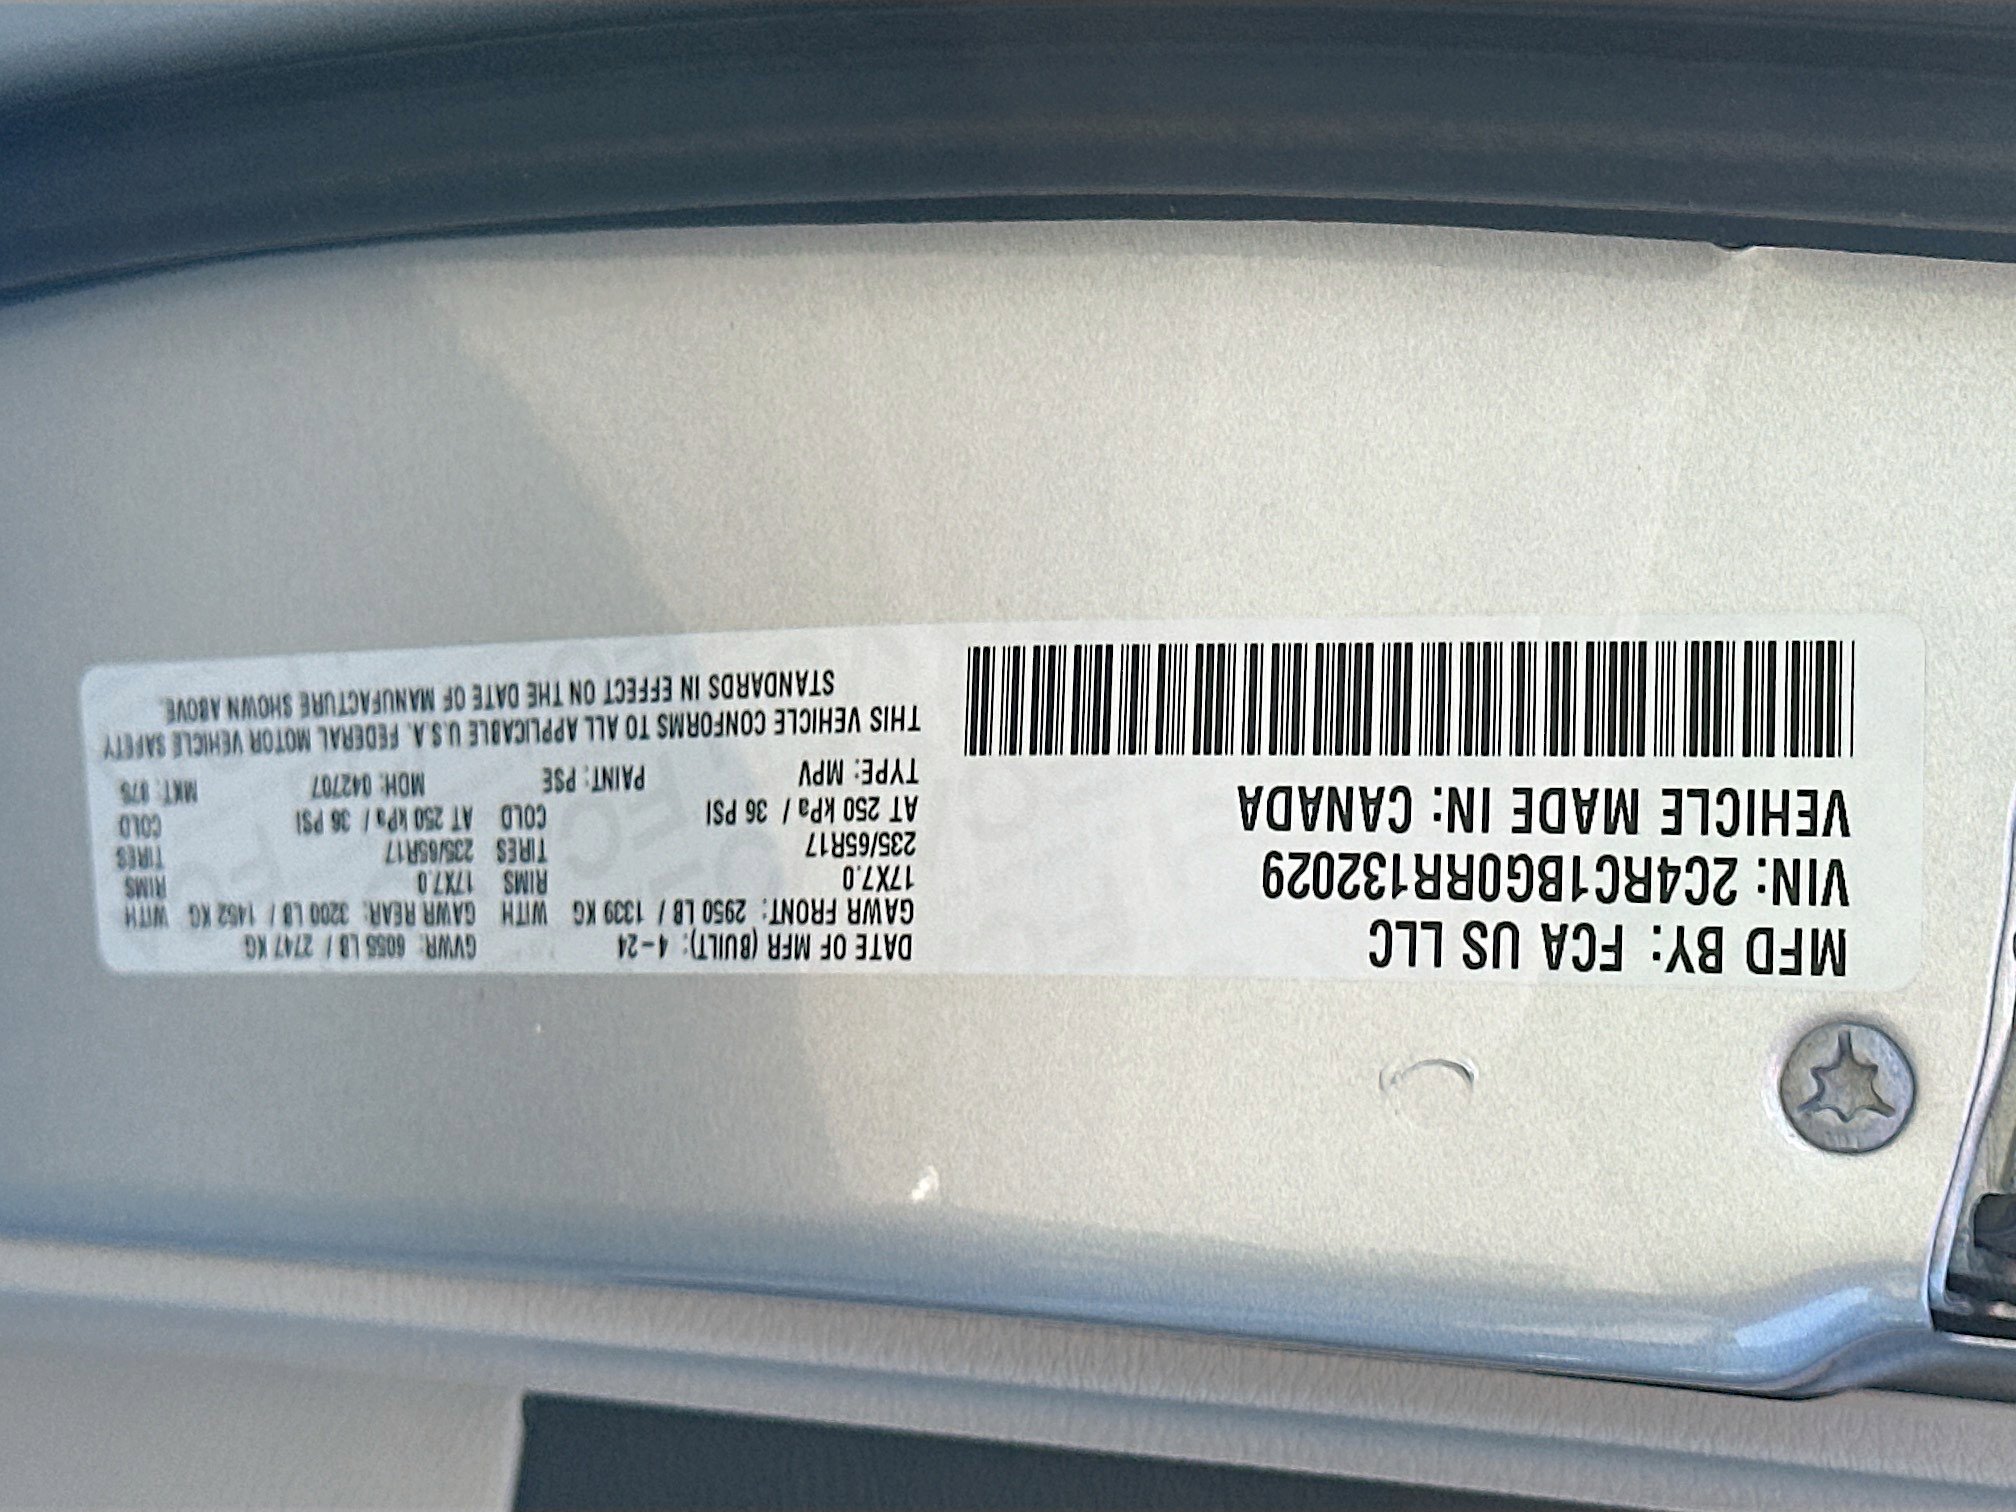 MFD BY: FCA US LLC
VIN: 2C4RC1BG0RR132029
VEHICLE MADE IN: CANADA
DATE OF MFR (BUILT): 4-24 GVWR: 6055 LB / 2747 KG
GAWR FRONT: 2950 LB / 1339 KG WITH GAWR REAR: 3200 LB / 1452 KG WITH
17X7.0 RIMS 17X7.0 RIMS
235/65R17 TIRES 235/65R17 TIRES
AT 250 kPa / 36 PSI COLD AT 250 kPa / 36 PSI COLD
TYPE: MPV PAINT: PSE MDH: 042707 MKT:
THIS VEHICLE CONFORMS TO ALL APPLICABLE U.S.A. FEDERAL MOTOR VEHICLE SAFETY
STANDARDS IN EFFECT ON THE DATE OF MANUFACTURE SHOWN ABOVE.